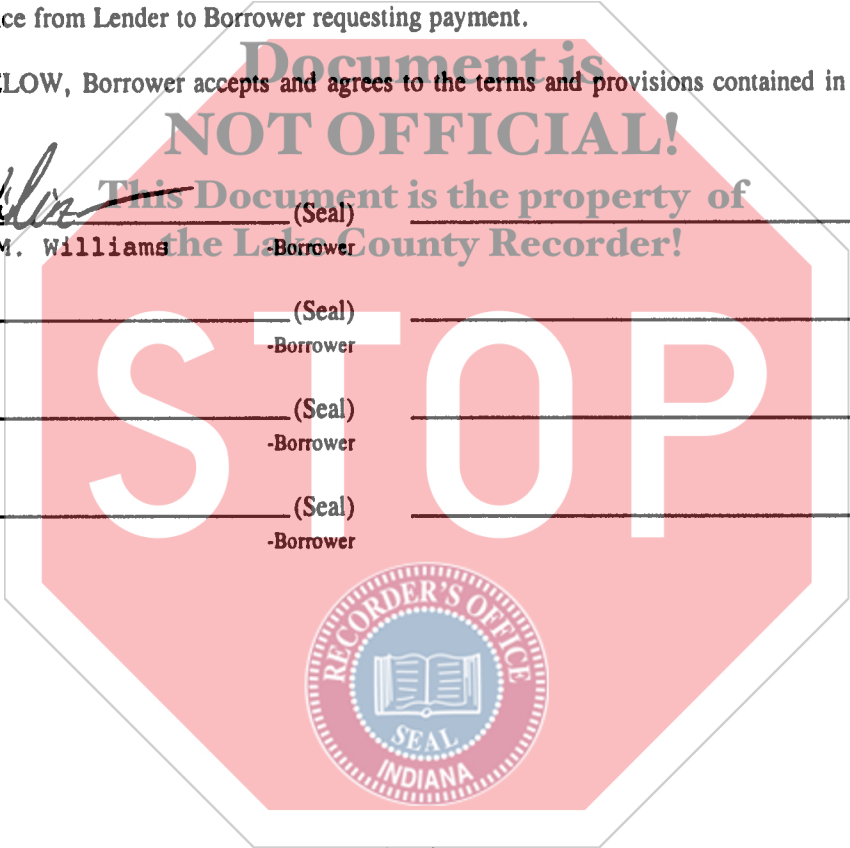 ce from Lender to Borrower requesting payment.
Document is
LOW, Borrower accepts and agrees to the terms and provisions contained in
NOT OFFICIAL!
This Document is the property of
(Seal)
M. Williams -Borrower
the Lake County Recorder!
(Seal)
-Borrower
STOP
(Seal)
-Borrower
(Seal)
-Borrower
RECORDER'S OFFICE
SEAL
INDIANA